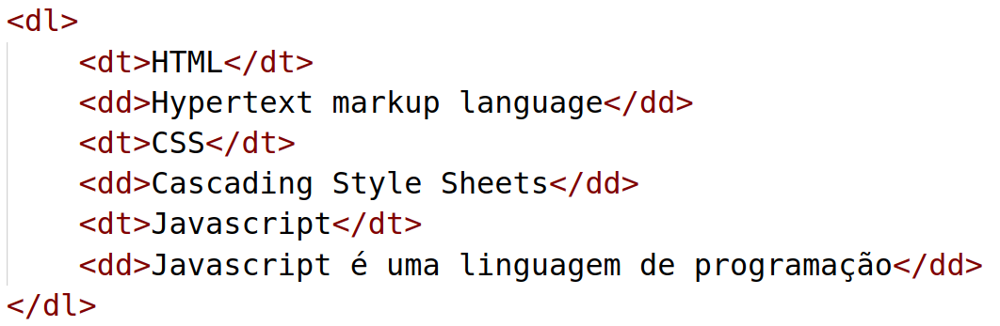 <dl>
<dt>HTML</dt>
<dd>Hypertext markup language</dd>
<dt>CSS</dt>
<dd>Cascading Style Sheets</dd>
<dt>Javascript</dt>
<dd>Javascript é uma linguagem de programação</dd>
</dl>